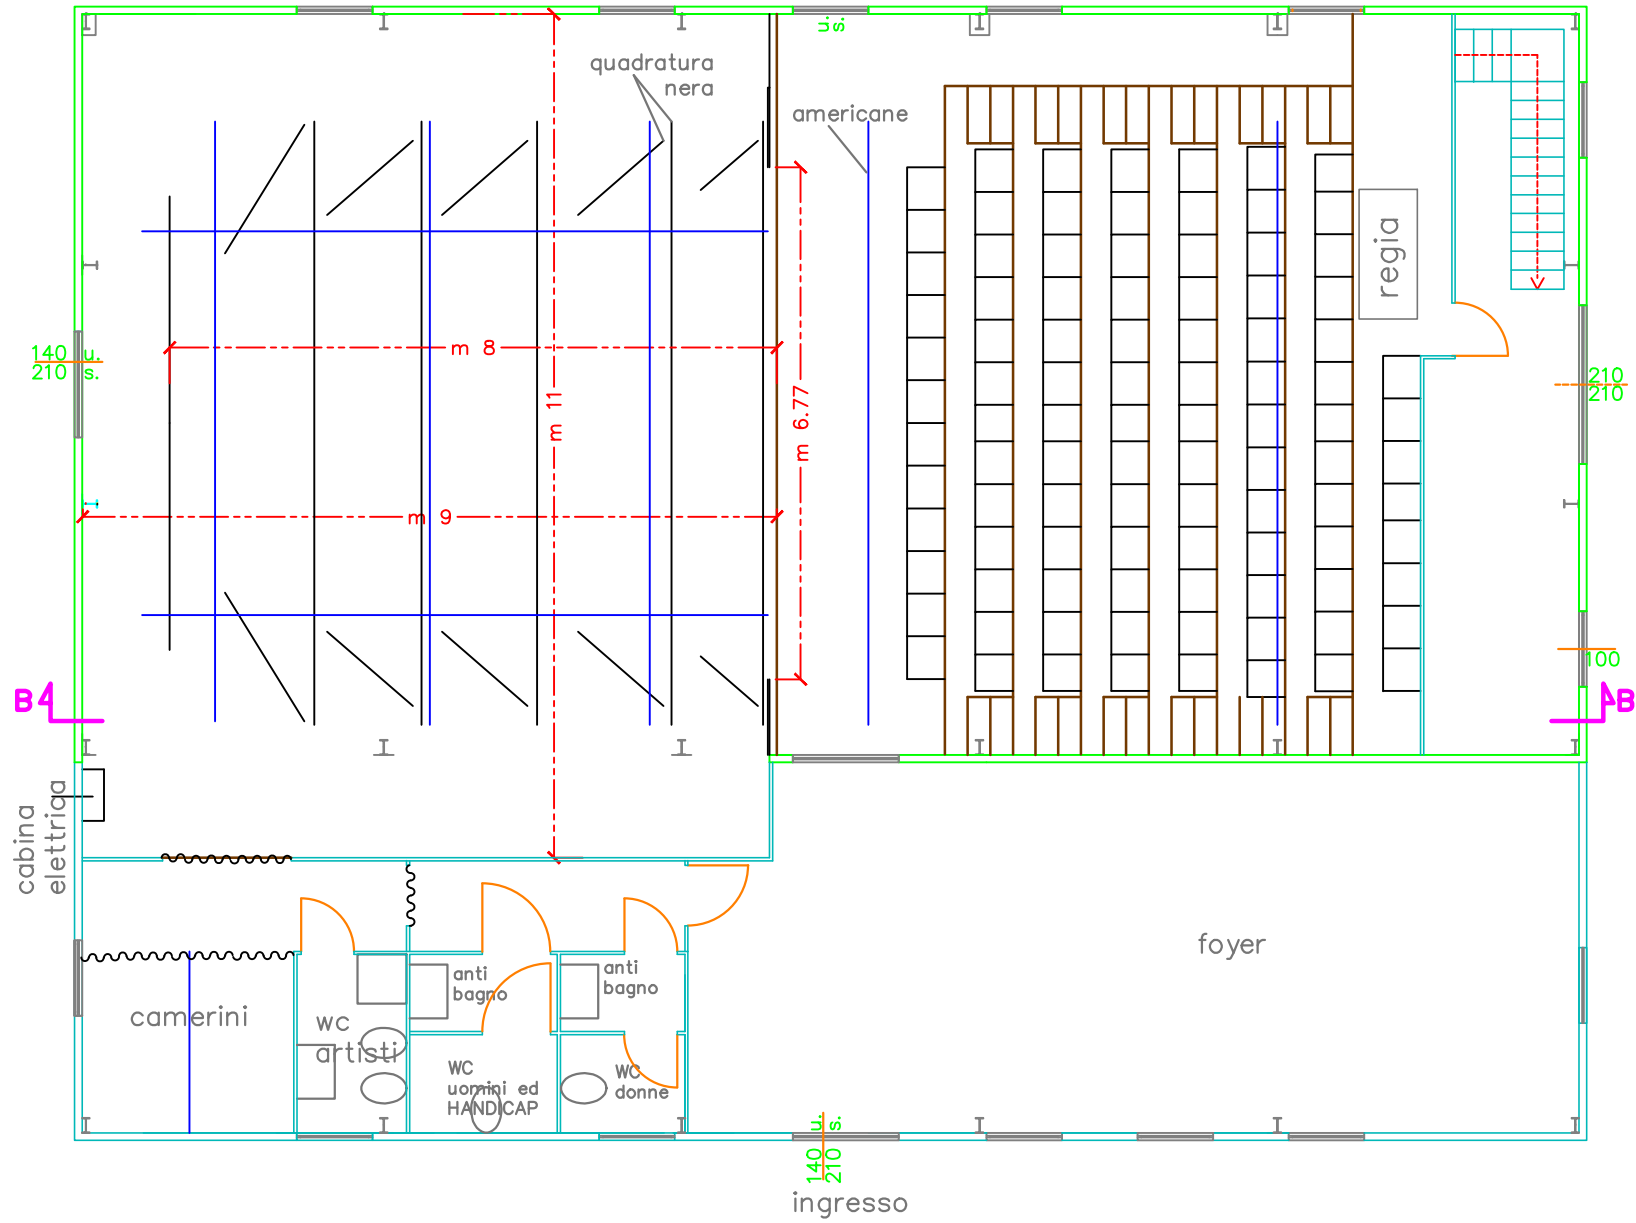 u.
s.
quadratura
nera
americane
regia
m 8
140 u.
210 s.
m 11
m 6.77
210
210
m 9
100
B
B
cabina
elettrica
foyer
anti
bagno
anti
bagno
camerini
WC
artisti
WC
uomini ed
HANDICAP
WC
donne
140 u.
210 s.
ingresso